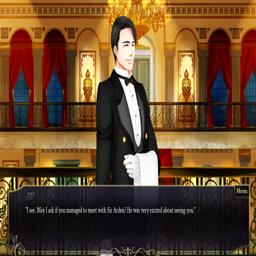 ???
Menu
"I see. May I ask if you managed to meet with Sir Arden? He was very excited about seeing you."